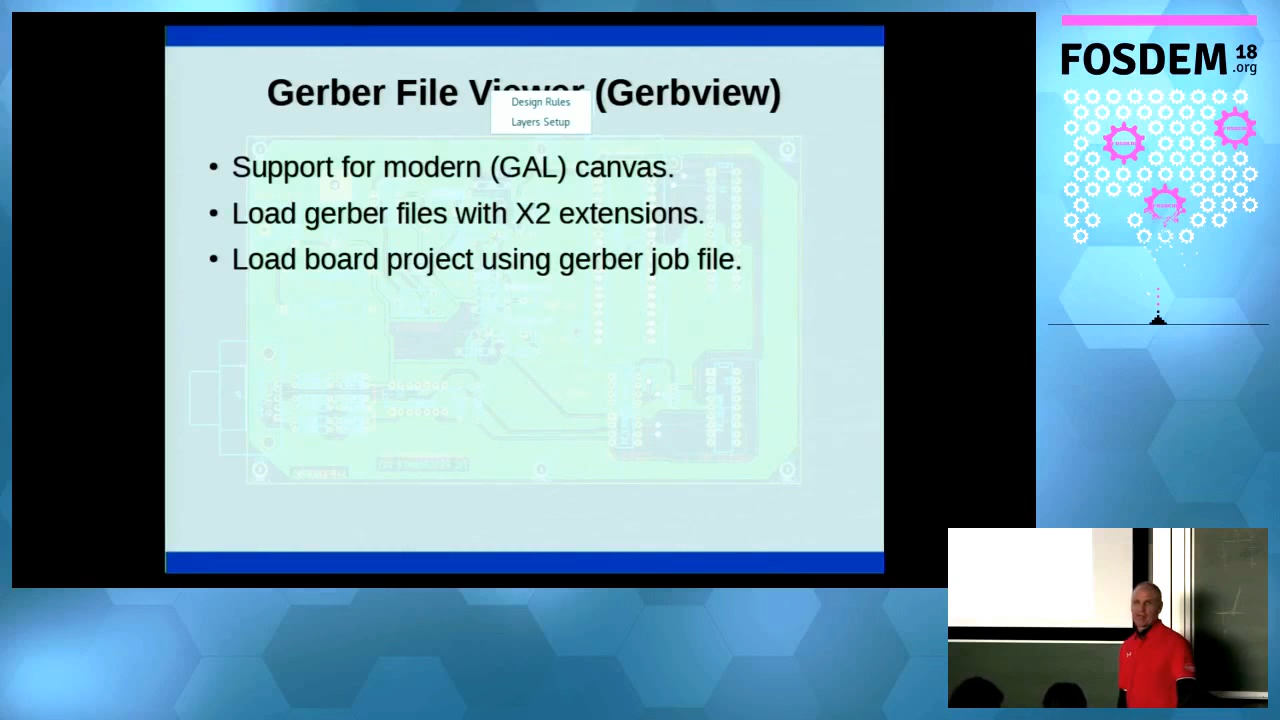 Gerber File Viewer (Gerbview)
Design Rules
Layers Setup
• Support for modern (GAL) canvas.
• Load gerber files with X2 extensions.
• Load board project using gerber job file.
FOSDEM 18
.org